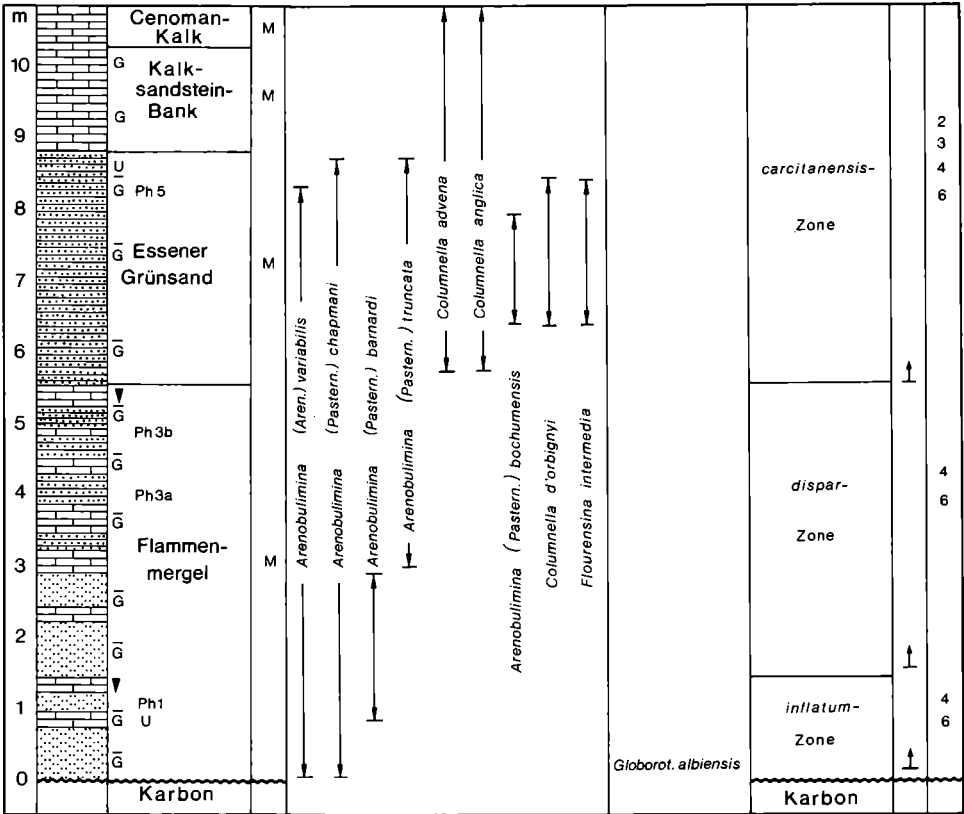 m
10
9
8
7
6
5
4
3
2
1
0
Cenoman-
Kalk
G
Kalk-
sandstein-
Bank
G
U
G̅
Ph 5
G̅
Essener
Grünsand
G̅
G̅
Ph3b
G̅
Ph3a
G̅
Flammen-
mergel
G̅
G̅
Ph1
G̅
U
G̅
Karbon
M
M
M
M
Arenobulimina (Aren.) variabilis
Arenobulimina (Pastern.) chapmani
Arenobulimina (Pastern.) barnardi
Arenobulimina (Pastern.) truncata
Columnella advena
Columnella anglica
Arenobulimina (Pastern.) bochumensis
Columnella d'orbignyi
Flourensina intermedia
Globorot. albiensis
carcitanensis-
Zone
dispar-
Zone
inflatum-
Zone
Karbon
2
3
4
6
4
6
4
6